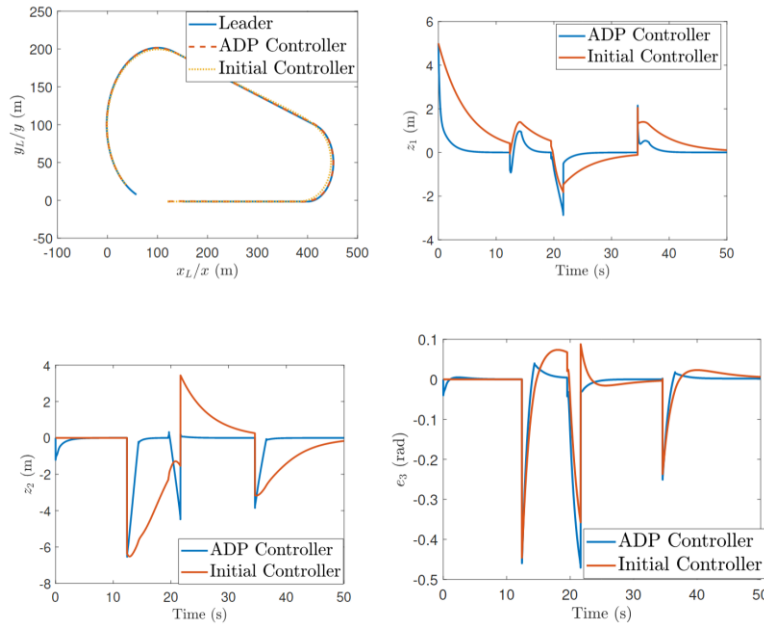 250
200
150
100
50
0
-50
y_L/y (m)
-100 0 100 200 300 400 500
x_L/x (m)
Leader
ADP Controller
Initial Controller
6
4
2
0
-2
-4
z_1 (m)
0 10 20 30 40 50
Time (s)
ADP Controller
Initial Controller
4
2
0
-2
-4
-6
-8
z_2 (m)
0 10 20 30 40 50
Time (s)
ADP Controller
Initial Controller
0.1
0
-0.1
-0.2
-0.3
-0.4
-0.5
e_3 (rad)
0 10 20 30 40 50
Time (s)
ADP Controller
Initial Controller